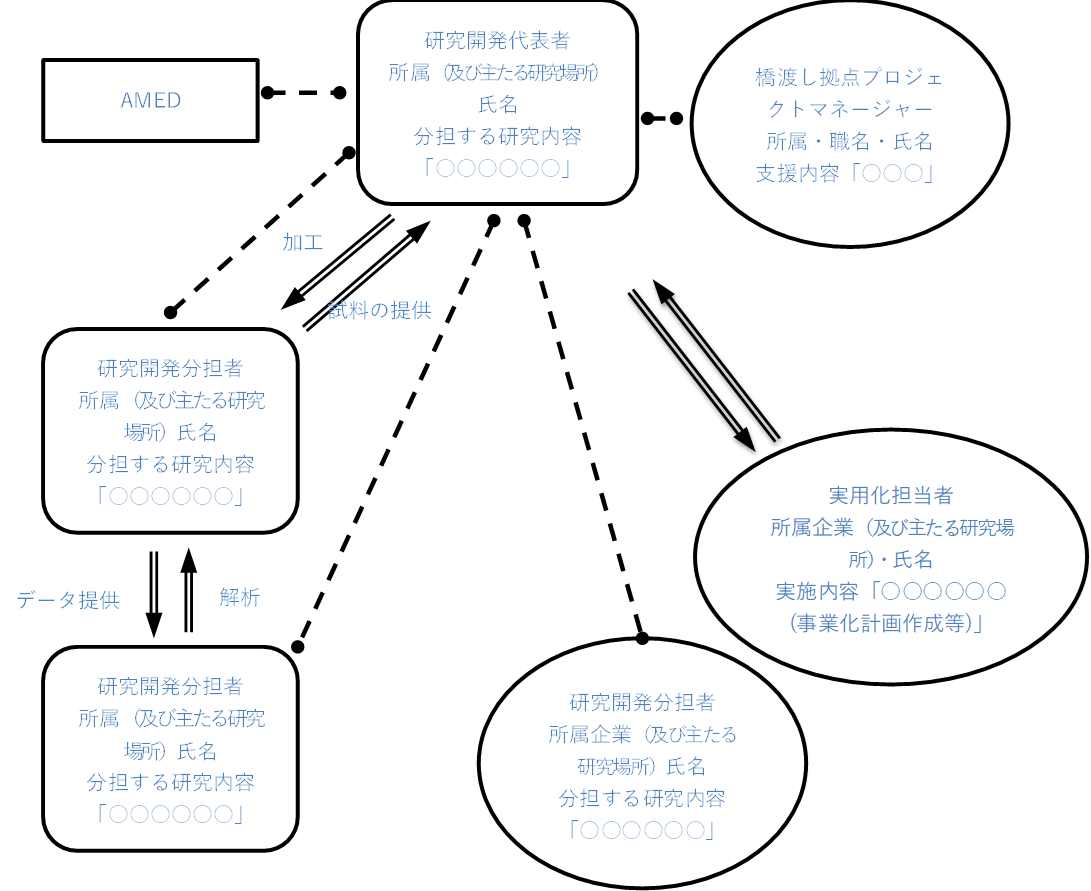 研究開発代表者
所属（及び主たる研究場所）
氏名
分担する研究内容
「○○○○○○」
AMED
橋渡し拠点プロジェ
クトマネージャー
所属・職名・氏名
支援内容「○○○」
加工
試料の提供
研究開発分担者
所属（及び主たる研究
場所）氏名
分担する研究内容
「○○○○○○」
データ提供
解析
実用化担当者
所属企業（及び主たる研究場
所）・氏名
実施内容「○○○○○○
（事業化計画作成等）」
研究開発分担者
所属（及び主たる研究
場所）氏名
分担する研究内容
「○○○○○○」
研究開発分担者
所属企業（及び主たる
研究場所）氏名
分担する研究内容
「○○○○○○」